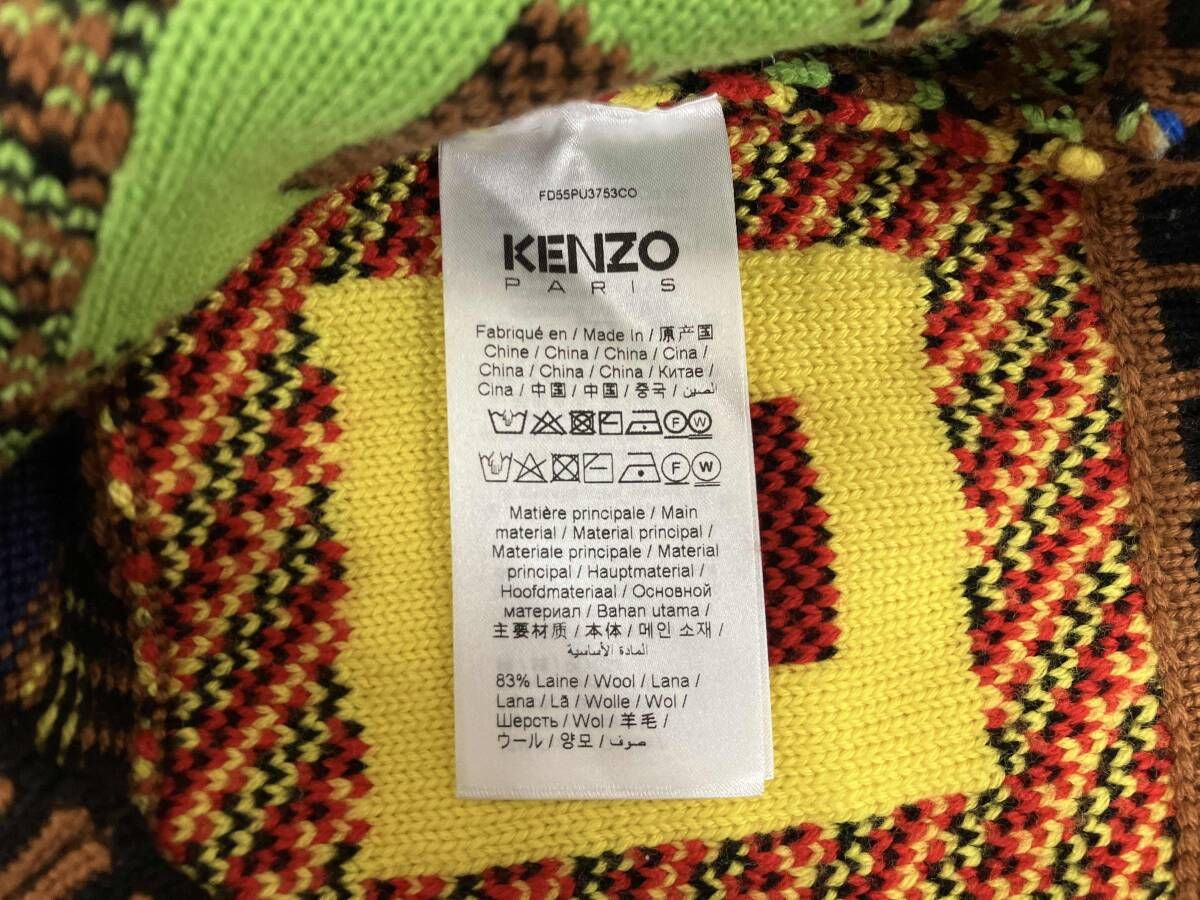 FD55PU3753CO
KENZO
PARIS
Fabriqué en / Made In / 原产国
Chine / China / China / Cina /
China / China / China / Китае /
Cina / 中国 / 中国 / 중국 / الصين
F W
F W
Matière principale / Main
material / Material principal /
Materiale principale / Material
principal / Hauptmaterial /
Hoofdmateriaal / Основной
материал / Bahan utama /
主要材质 / 本体 / 메인 소재 /
المادة الأساسية
83% Laine / Wool / Lana /
Lana / Lã / Wolle / Wol /
Шерсть / Wol / 羊毛 /
ウール / 양모 / صوف